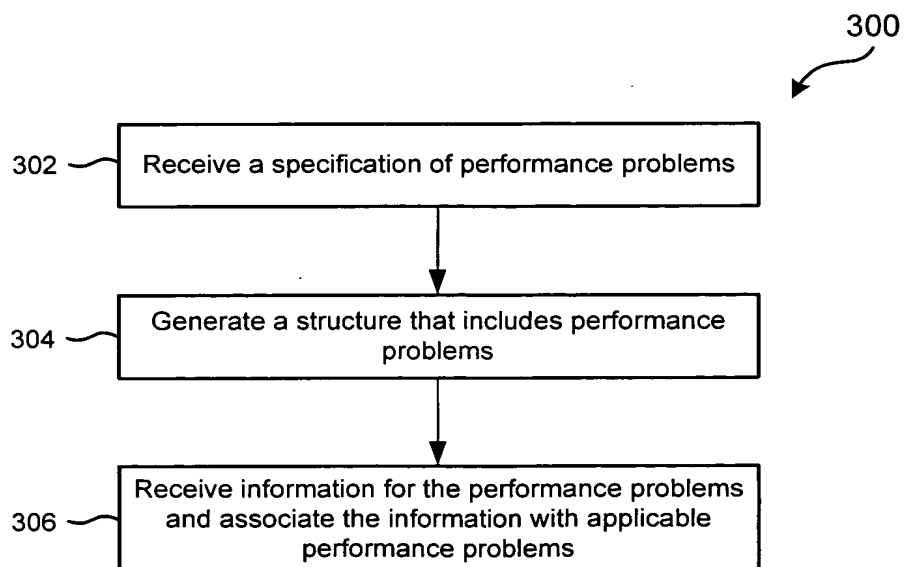 300
302
Receive a specification of performance problems
304
Generate a structure that includes performance
problems
306
Receive information for the performance problems
and associate the information with applicable
performance problems